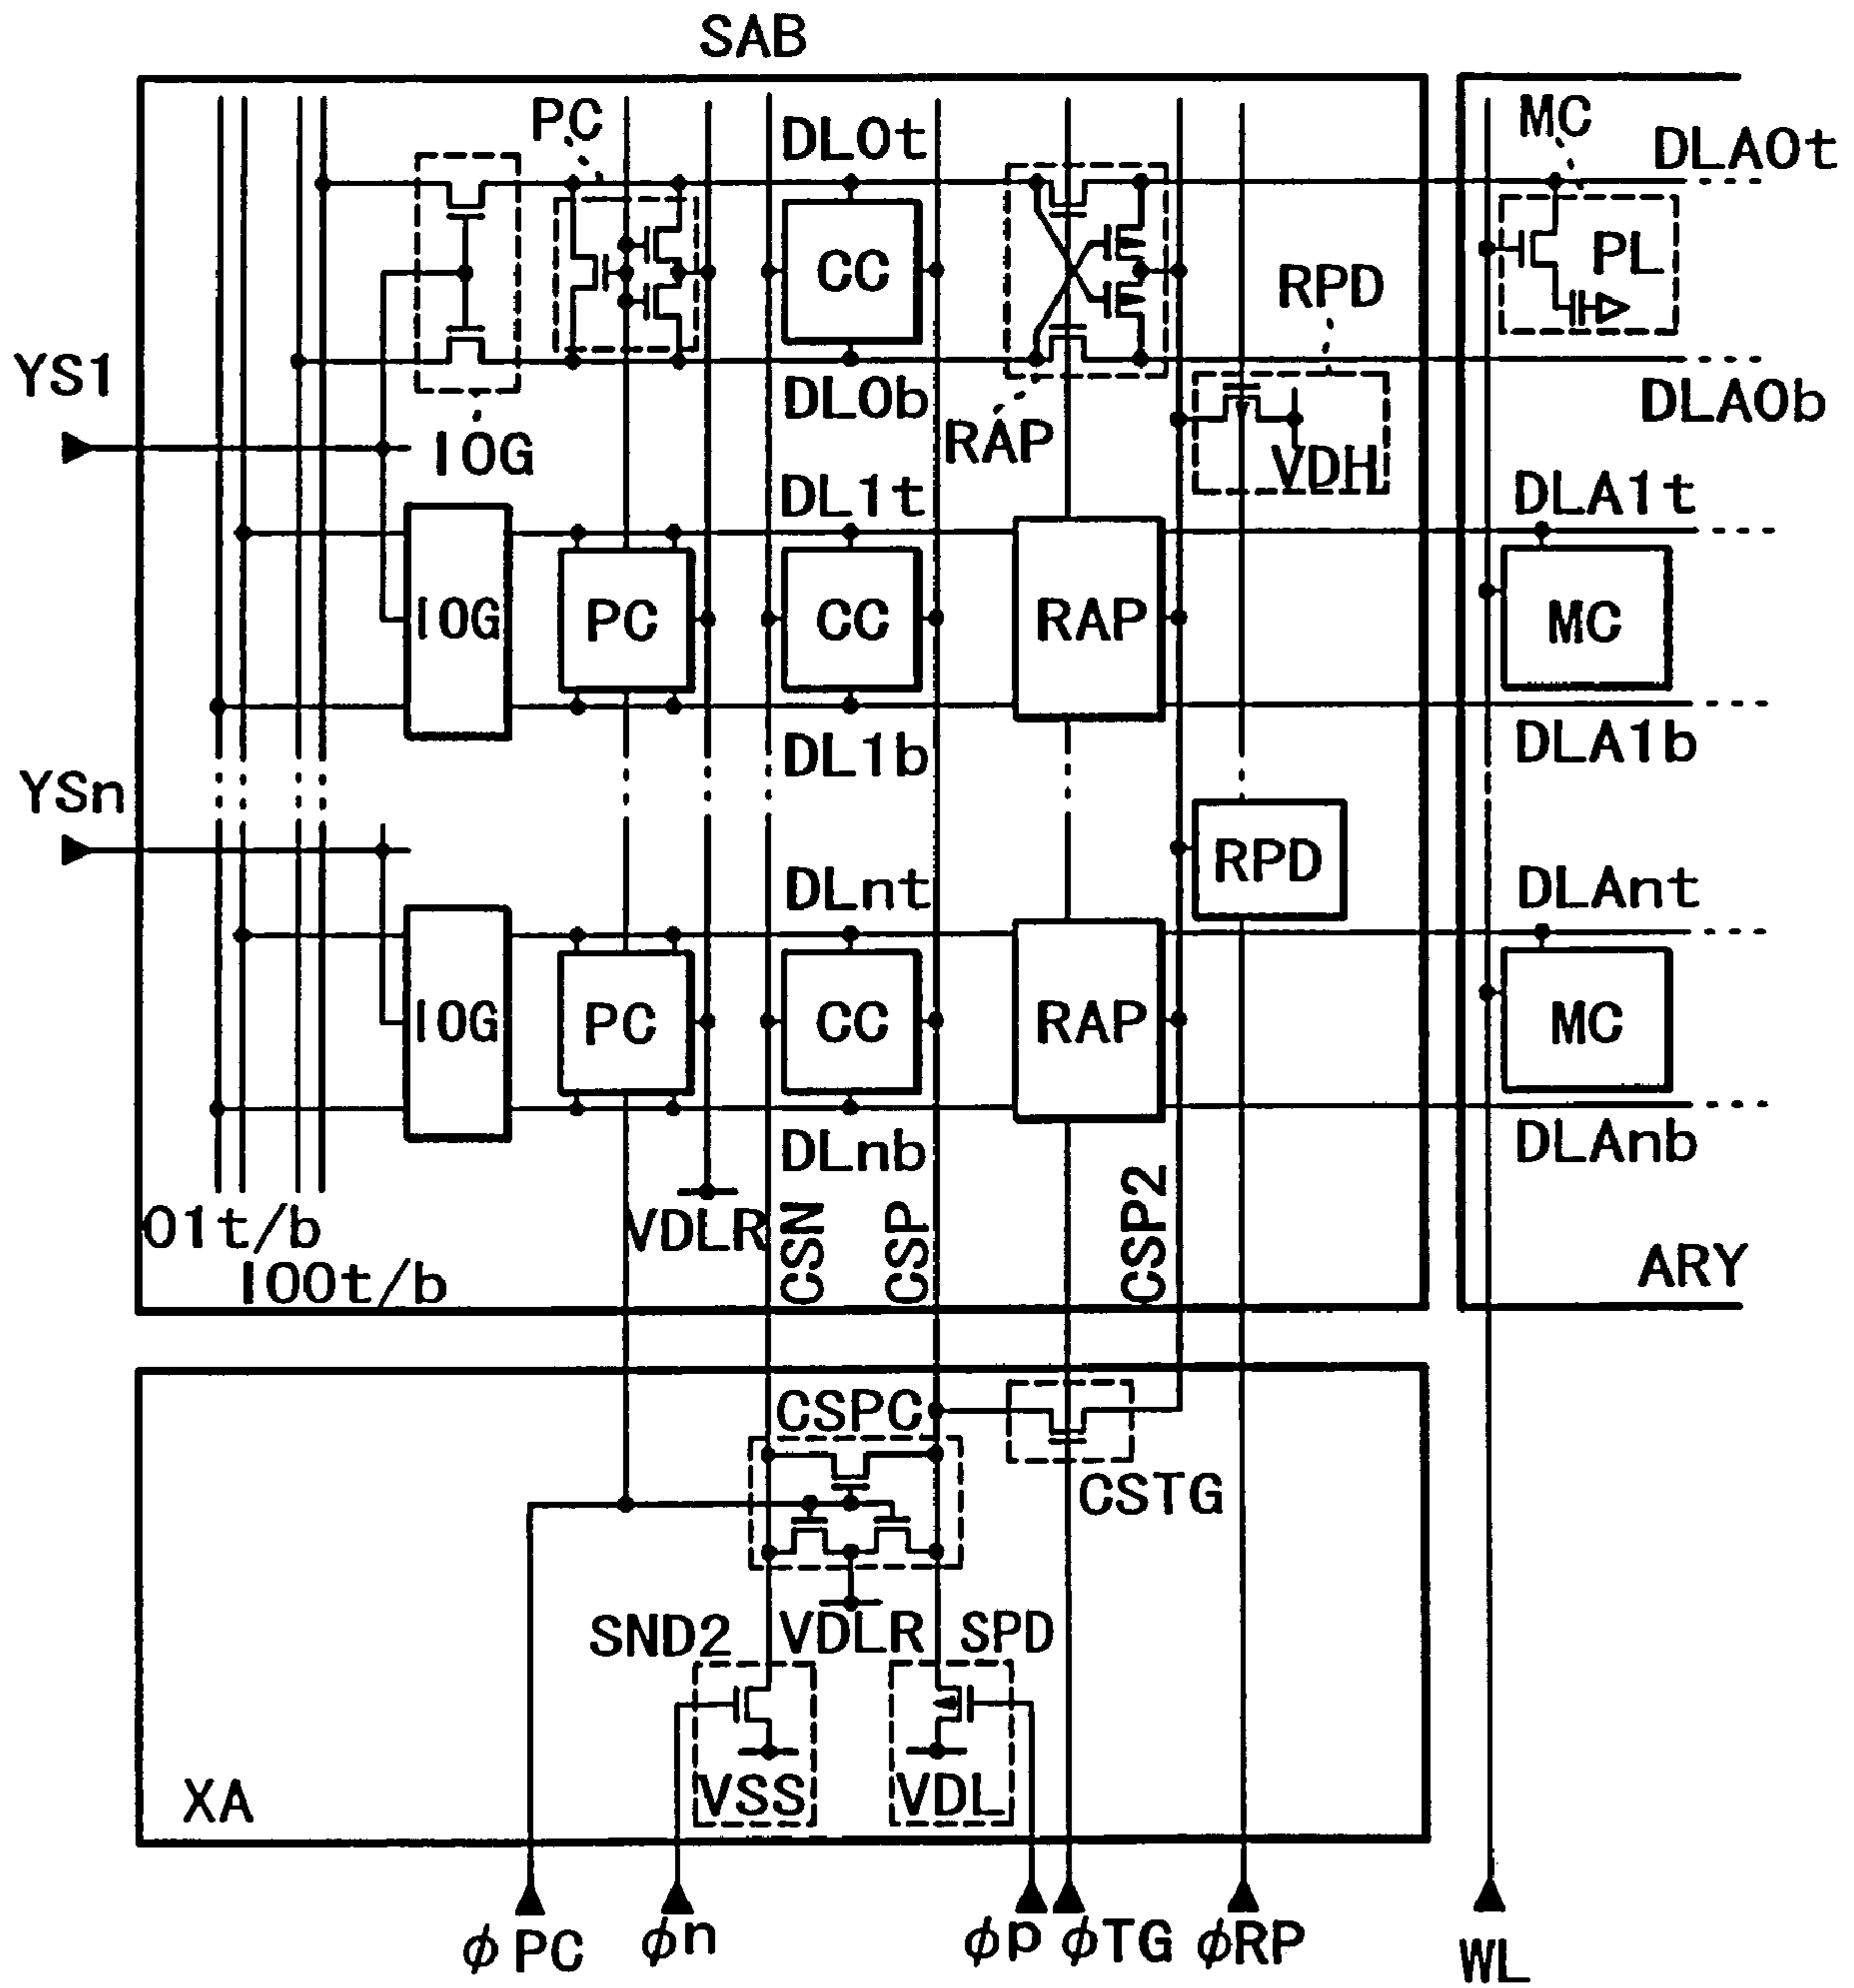 SAB
PC
DL0t
MC
DLA0t
CC
RPD
PL
YS1
DL0b
DLA0b
IOG
RAP
VDH
DL1t
DLA1t
IOG
PC
CC
RAP
MC
DL1b
DLA1b
YSn
RPD
DLnt
DLAnt
IOG
PC
CC
RAP
MC
DLnb
DLAnb
01t/b
VDLR
CSN
CSP
CSP2
IO0t/b
ARY
CSPC
CSTG
SND2
VDLR
SPD
VSS
VDL
XA
φPC
φn
φp
φTG
φRP
WL